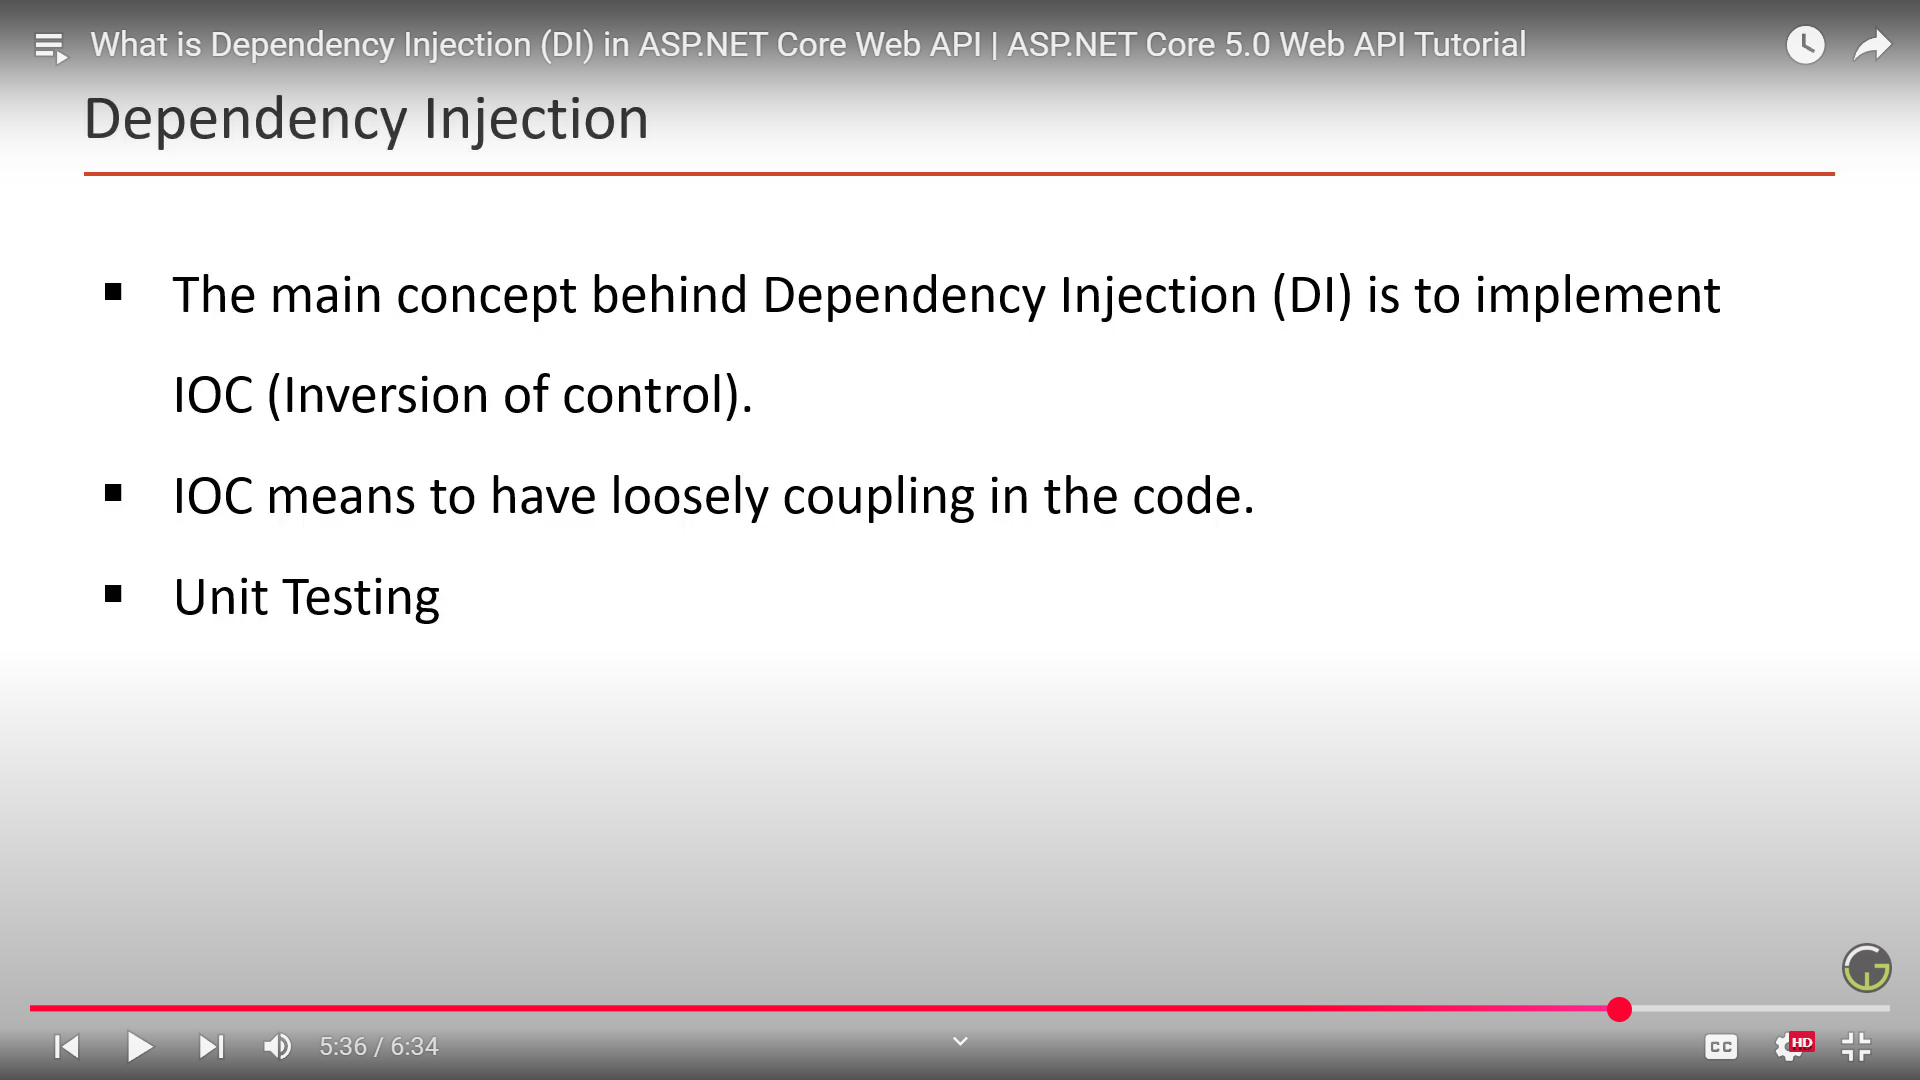 What is Dependency Injection (DI) in ASP.NET Core Web API | ASP.NET Core 5.0 Web API Tutorial
Dependency Injection
▪ The main concept behind Dependency Injection (DI) is to implement
IOC (Inversion of control).
▪ IOC means to have loosely coupling in the code.
▪ Unit Testing
5:36 / 6:34
CC
HD